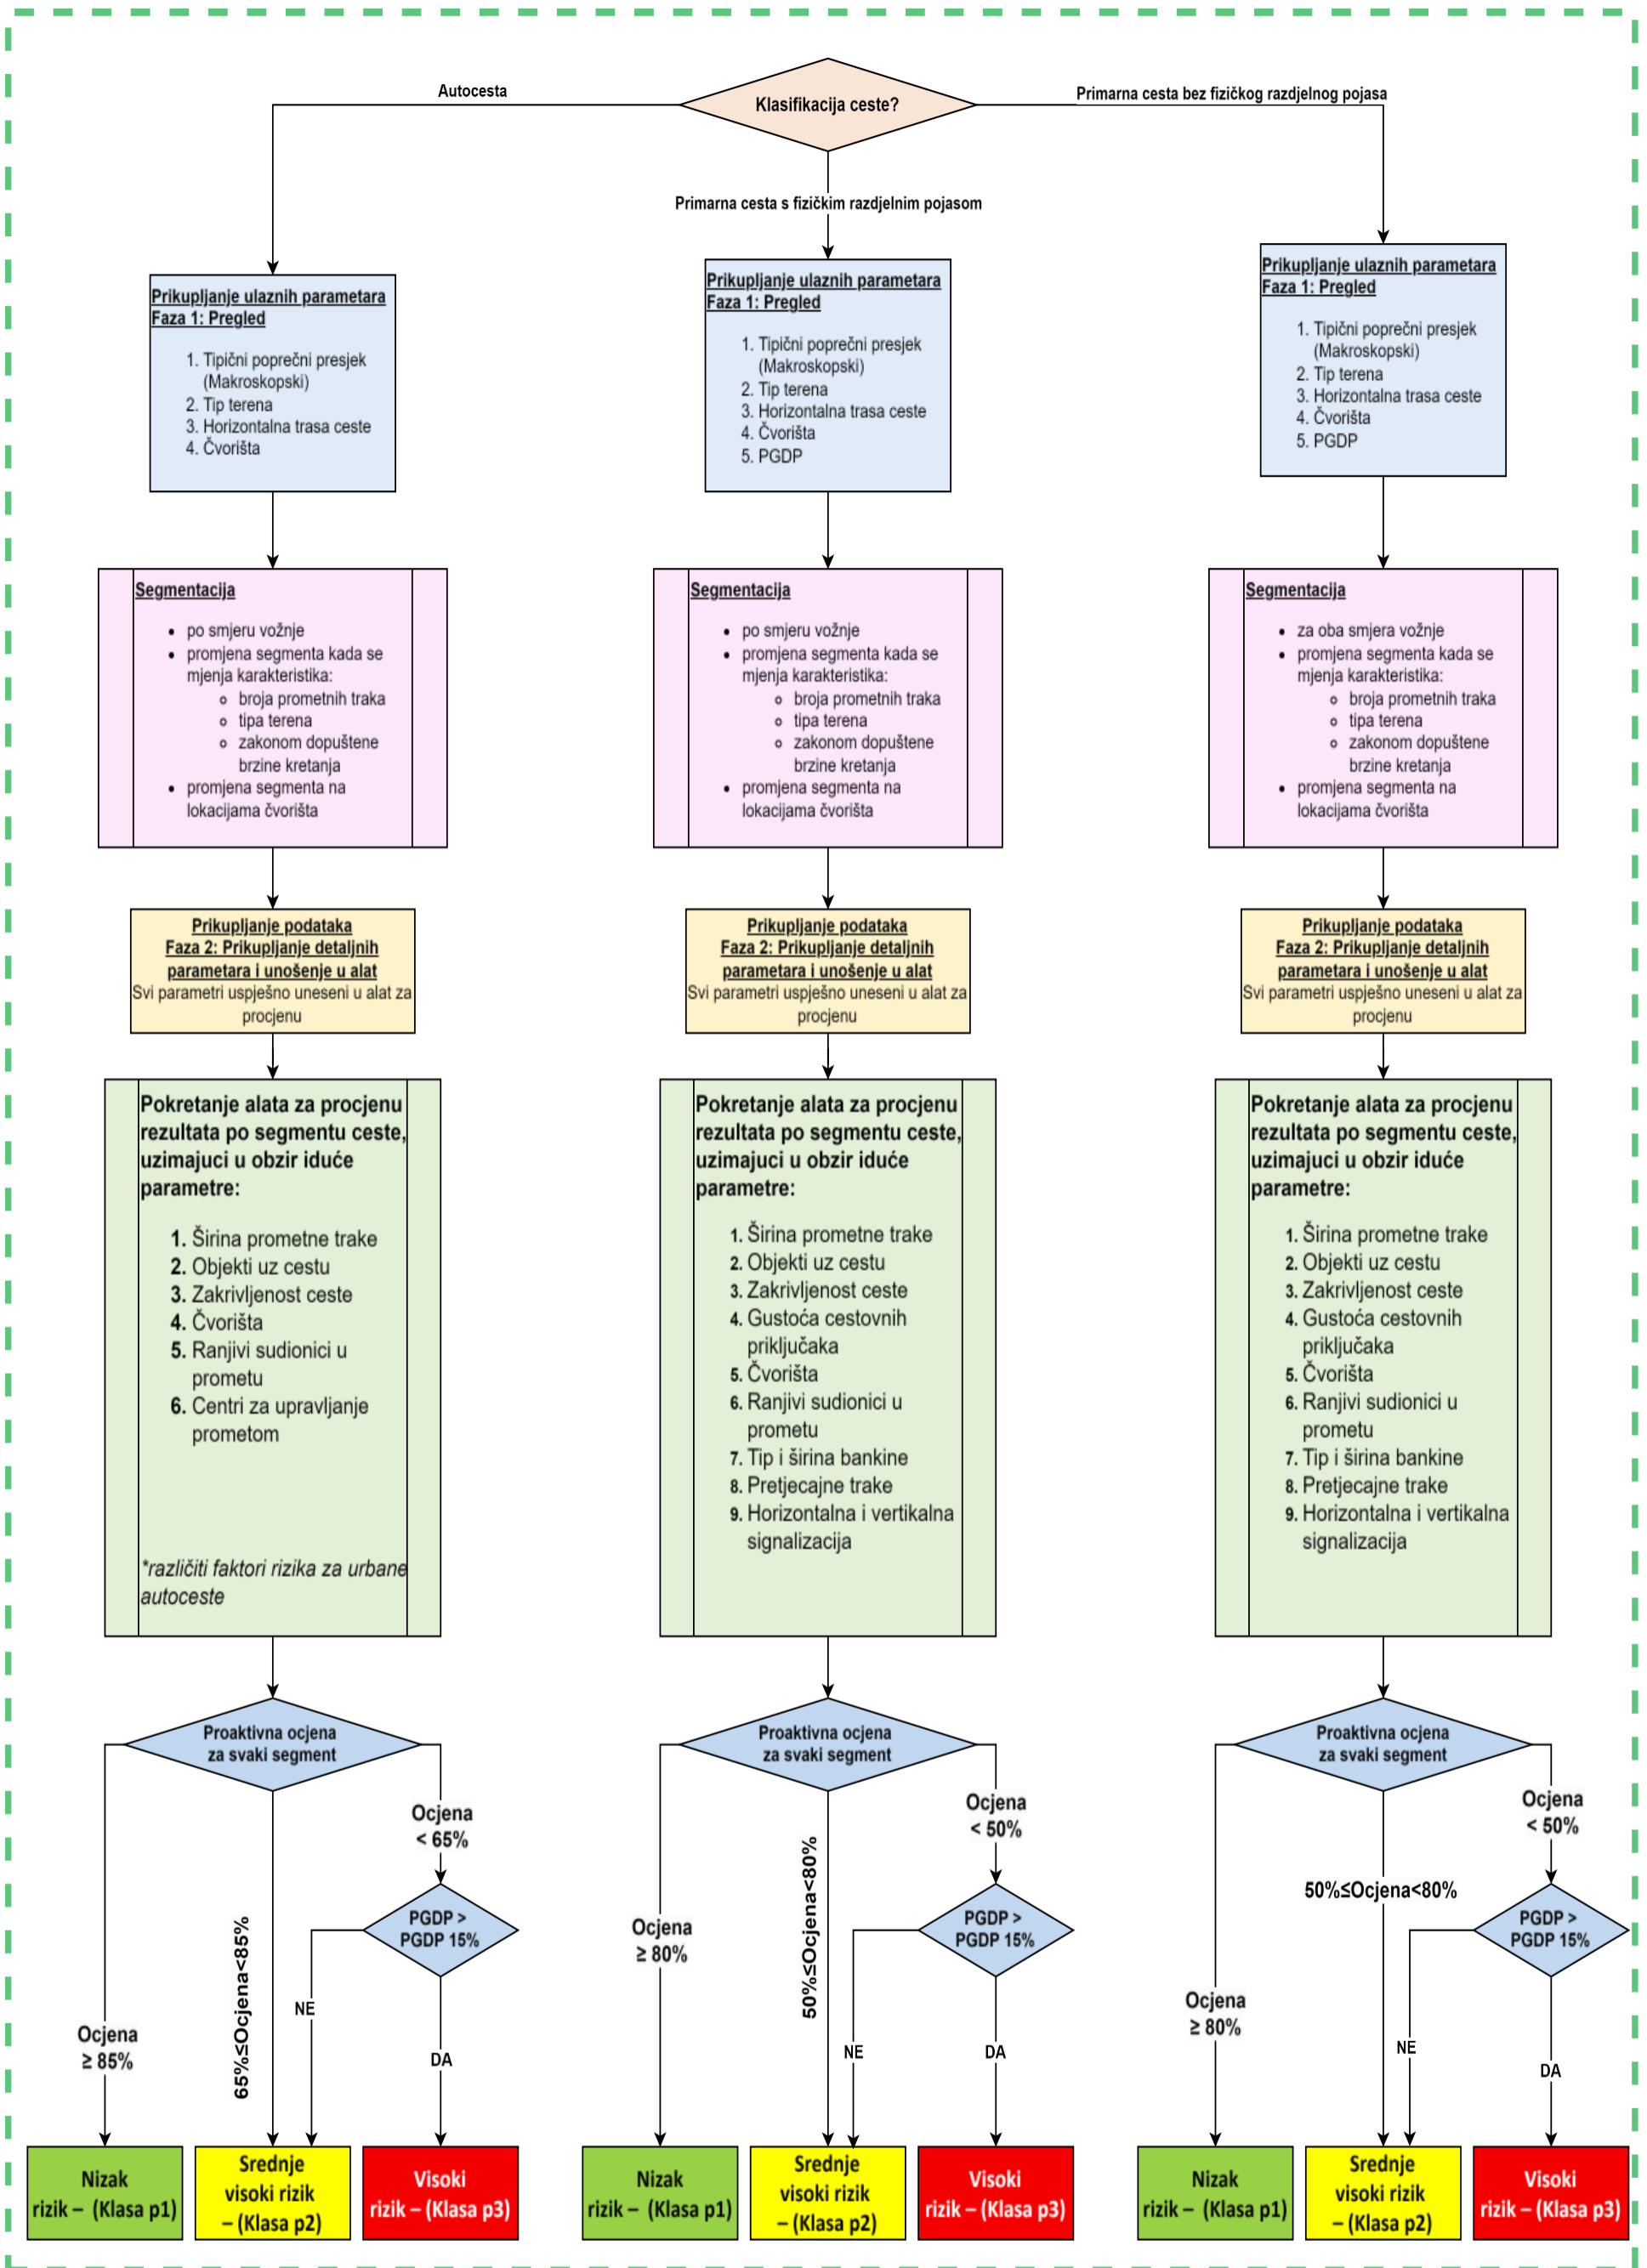 Klasifikacija ceste?
Autocesta
Primarna cesta s fizičkim razdjelnim pojasom
Primarna cesta bez fizičkog razdjelnog pojasa
Prikupljanje ulaznih parametara
Faza 1: Pregled
1. Tipični poprečni presjek
(Makroskopski)
2. Tip terena
3. Horizontalna trasa ceste
4. Čvorišta
Segmentacija
• po smjeru vožnje
• promjena segmenta kada se
mjenja karakteristika:
◦ broja prometnih traka
◦ tipa terena
◦ zakonom dopuštene
brzine kretanja
• promjena segmenta na
lokacijama čvorišta
Prikupljanje podataka
Faza 2: Prikupljanje detaljnih
parametara i unošenje u alat
Svi parametri uspješno uneseni u alat za
procjenu
Pokretanje alata za procjenu
rezultata po segmentu ceste,
uzimajuci u obzir iduće
parametre:
1. Širina prometne trake
2. Objekti uz cestu
3. Zakrivljenost ceste
4. Čvorišta
5. Ranjivi sudionici u
prometu
6. Centri za upravljanje
prometom
*različiti faktori rizika za urbane
autoceste
Proaktivna ocjena
za svaki segment
Ocjena
≥ 85%
65%≤Ocjena<85%
Ocjena
< 65%
PGDP >
PGDP 15%
NE
DA
Nizak
rizik – (Klasa p1)
Srednje
visoki rizik
– (Klasa p2)
Visoki
rizik – (Klasa p3)
Prikupljanje ulaznih parametara
Faza 1: Pregled
1. Tipični poprečni presjek
(Makroskopski)
2. Tip terena
3. Horizontalna trasa ceste
4. Čvorišta
5. PGDP
Segmentacija
• po smjeru vožnje
• promjena segmenta kada se
mjenja karakteristika:
◦ broja prometnih traka
◦ tipa terena
◦ zakonom dopuštene
brzine kretanja
• promjena segmenta na
lokacijama čvorišta
Prikupljanje podataka
Faza 2: Prikupljanje detaljnih
parametara i unošenje u alat
Svi parametri uspješno uneseni u alat za
procjenu
Pokretanje alata za procjenu
rezultata po segmentu ceste,
uzimajuci u obzir iduće
parametre:
1. Širina prometne trake
2. Objekti uz cestu
3. Zakrivljenost ceste
4. Gustoća cestovnih
priključaka
5. Čvorišta
6. Ranjivi sudionici u
prometu
7. Tip i širina bankine
8. Pretjecajne trake
9. Horizontalna i vertikalna
signalizacija
Proaktivna ocjena
za svaki segment
Ocjena
≥ 80%
50%≤Ocjena<80%
Ocjena
< 50%
PGDP >
PGDP 15%
NE
DA
Nizak
rizik – (Klasa p1)
Srednje
visoki rizik
– (Klasa p2)
Visoki
rizik – (Klasa p3)
Prikupljanje ulaznih parametara
Faza 1: Pregled
1. Tipični poprečni presjek
(Makroskopski)
2. Tip terena
3. Horizontalna trasa ceste
4. Čvorišta
5. PGDP
Segmentacija
• za oba smjera vožnje
• promjena segmenta kada se
mjenja karakteristika:
◦ broja prometnih traka
◦ tipa terena
◦ zakonom dopuštene
brzine kretanja
• promjena segmenta na
lokacijama čvorišta
Prikupljanje podataka
Faza 2: Prikupljanje detaljnih
parametara i unošenje u alat
Svi parametri uspješno uneseni u alat za
procjenu
Pokretanje alata za procjenu
rezultata po segmentu ceste,
uzimajuci u obzir iduće
parametre:
1. Širina prometne trake
2. Objekti uz cestu
3. Zakrivljenost ceste
4. Gustoća cestovnih
priključaka
5. Čvorišta
6. Ranjivi sudionici u
prometu
7. Tip i širina bankine
8. Pretjecajne trake
9. Horizontalna i vertikalna
signalizacija
Proaktivna ocjena
za svaki segment
Ocjena
≥ 80%
50%≤Ocjena<80%
Ocjena
< 50%
PGDP >
PGDP 15%
NE
DA
Nizak
rizik – (Klasa p1)
Srednje
visoki rizik
– (Klasa p2)
Visoki
rizik – (Klasa p3)